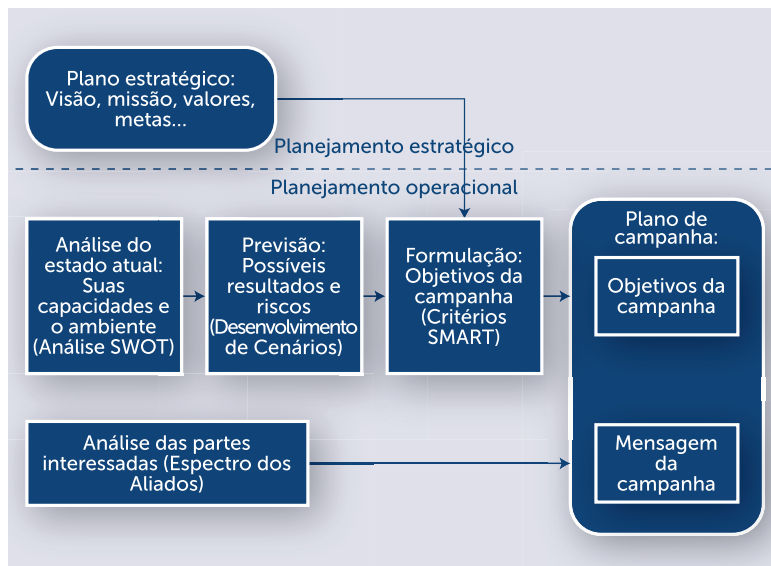 Plano estratégico:
Visão, missão, valores,
metas...
Planejamento estratégico
Planejamento operacional
Análise do
estado atual:
Suas
capacidades e
o ambiente
(Análise SWOT)
Previsão:
Possíveis
resultados e
riscos
(Desenvolvimento
de Cenários)
Formulação:
Objetivos da
campanha
(Critérios
SMART)
Plano de
campanha:
Objetivos da
campanha
Análise das partes
interessadas (Espectro dos
Aliados)
Mensagem
da
campanha